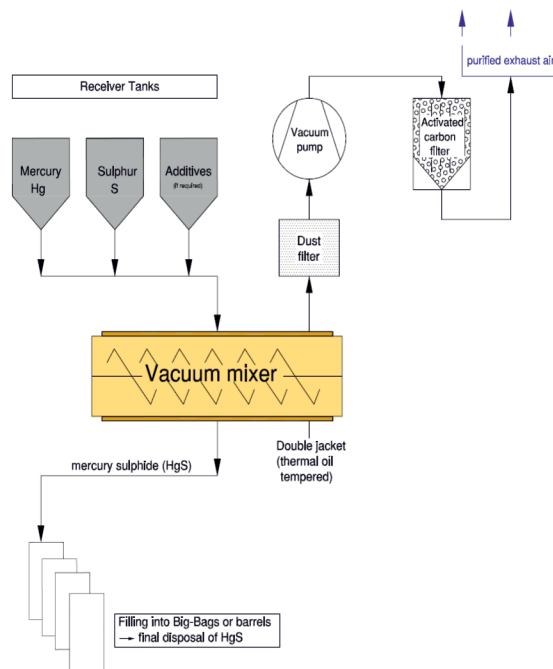 Receiver Tanks
Mercury
Hg
Sulphur
S
Additives
(if required)
Vacuum
pump
Activated
carbon
filter
purified exhaust air
Dust
filter
Vacuum mixer
Double jacket
(thermal oil
tempered)
mercury sulphide (HgS)
Filling into Big-Bags or barrels
→ final disposal of HgS